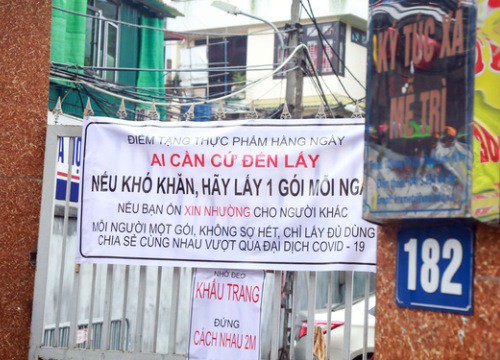 ĐIỂM TẶNG THỰC PHẨM HÀNG NGÀY
AI CẦN CỨ ĐẾN LẤY
NẾU KHÓ KHĂN, HÃY LẤY 1 GÓI MỖI NGÀ
NẾU BẠN ỔN XIN NHƯỜNG CHO NGƯỜI KHÁC
MỖI NGƯỜI MỘT GÓI, KHÔNG SỢ HẾT, CHỈ LẤY ĐỦ DÙNG
CHIA SẺ CÙNG NHAU VƯỢT QUA ĐẠI DỊCH COVID - 19
NHỚ ĐEO
KHẨU TRANG
ĐỨNG
CÁCH NHAU 2M
KÝ TÚC XÁ
MỄ TRÌ
182